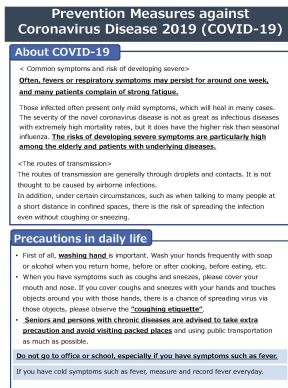 Prevention Measures against
Coronavirus Disease 2019 (COVID-19)
About COVID-19
< Common symptoms and risk of developing severe>
Often, fevers or respiratory symptoms may persist for around one week,
and many patients complain of strong fatigue.
Those infected often present only mild symptoms, which will heal in many cases.
The severity of the novel coronavirus disease is not as great as infectious diseases
with extremely high mortality rates, but it does have the higher risk than seasonal
influenza. The risks of developing severe symptoms are particularly high
among the elderly and patients with underlying diseases.
<The routes of transmission>
The routes of transmission are generally through droplets and contacts. It is not
thought to be caused by airborne infections.
In addition, under certain circumstances, such as when talking to many people at
a short distance in confined spaces, there is the risk of spreading the infection
even without coughing or sneezing.
Precautions in daily life
• First of all, washing hand is important. Wash your hands frequently with soap
or alcohol when you return home, before or after cooking, before eating, etc.
• When you have symptoms such as coughs and sneezes, please cover your
mouth and nose. If you cover coughs and sneezes with your hands and touches
objects around you with those hands, there is a chance of spreading virus via
those objects, please observe the "coughing etiquette".
• Seniors and persons with chronic diseases are advised to take extra
precaution and avoid visiting packed places and using public transportation
as much as possible.
Do not go to office or school, especially if you have symptoms such as fever.
If you have cold symptoms such as fever, measure and record fever everyday.